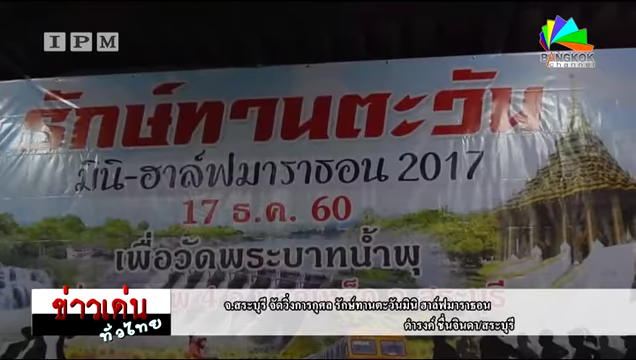 IPM
BANGKOK
channel
รักษ์ทานตะวัน
มินิ-ฮาล์ฟมาราธอน 2017
17 ธ.ค. 60
เพื่อวัดพระบาทน้ำพุ
ข่าวเด่น
ทั่วไทย
จ.สระบุรี จัดวิ่งการกุศล รักษ์ทานตะวันมินิ ฮาล์ฟมาราธอน
ดำรงค์ ชื่นจินดา/สระบุรี